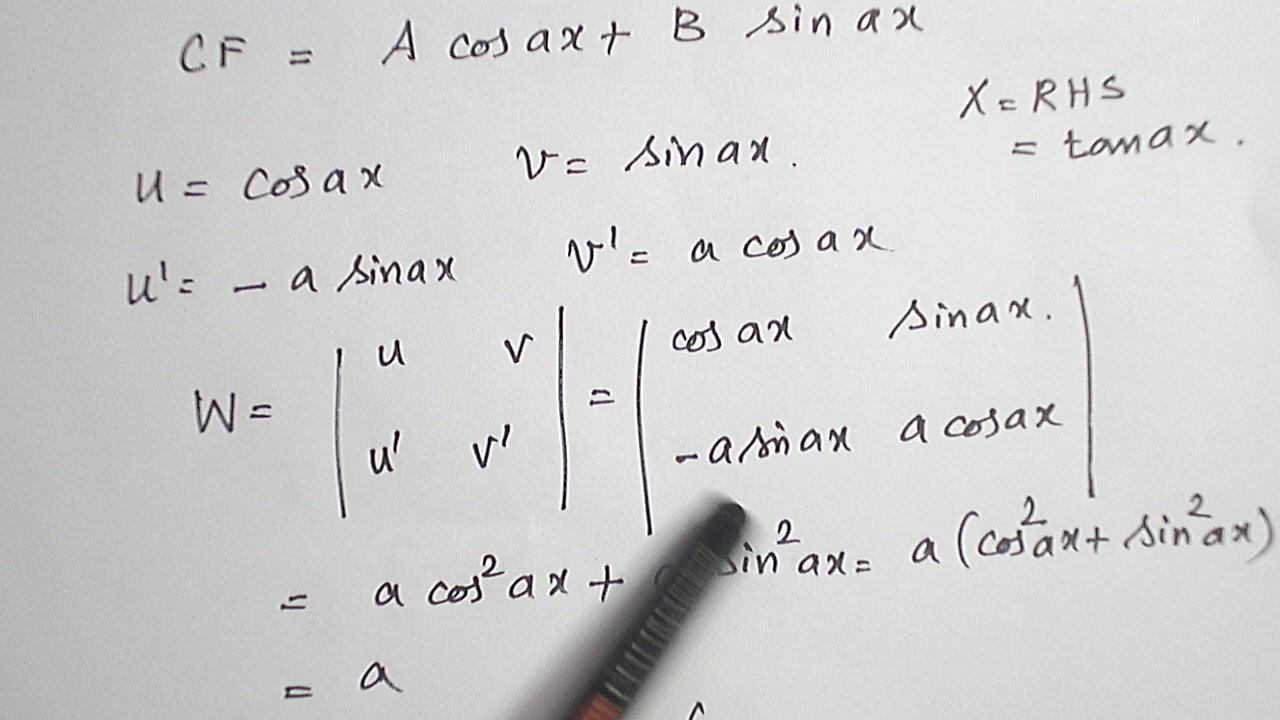 CF = A cos ax + B sin ax
X = RHS
= tan ax .
u = cos ax v = sin ax .
u' = - a sin ax v' = a cos ax
W = | u v | = | cos ax sin ax . |
| u' v' | | -a sin ax a cos ax |
= a cos² ax + sin² ax = a (cos² ax + sin² ax)
= a